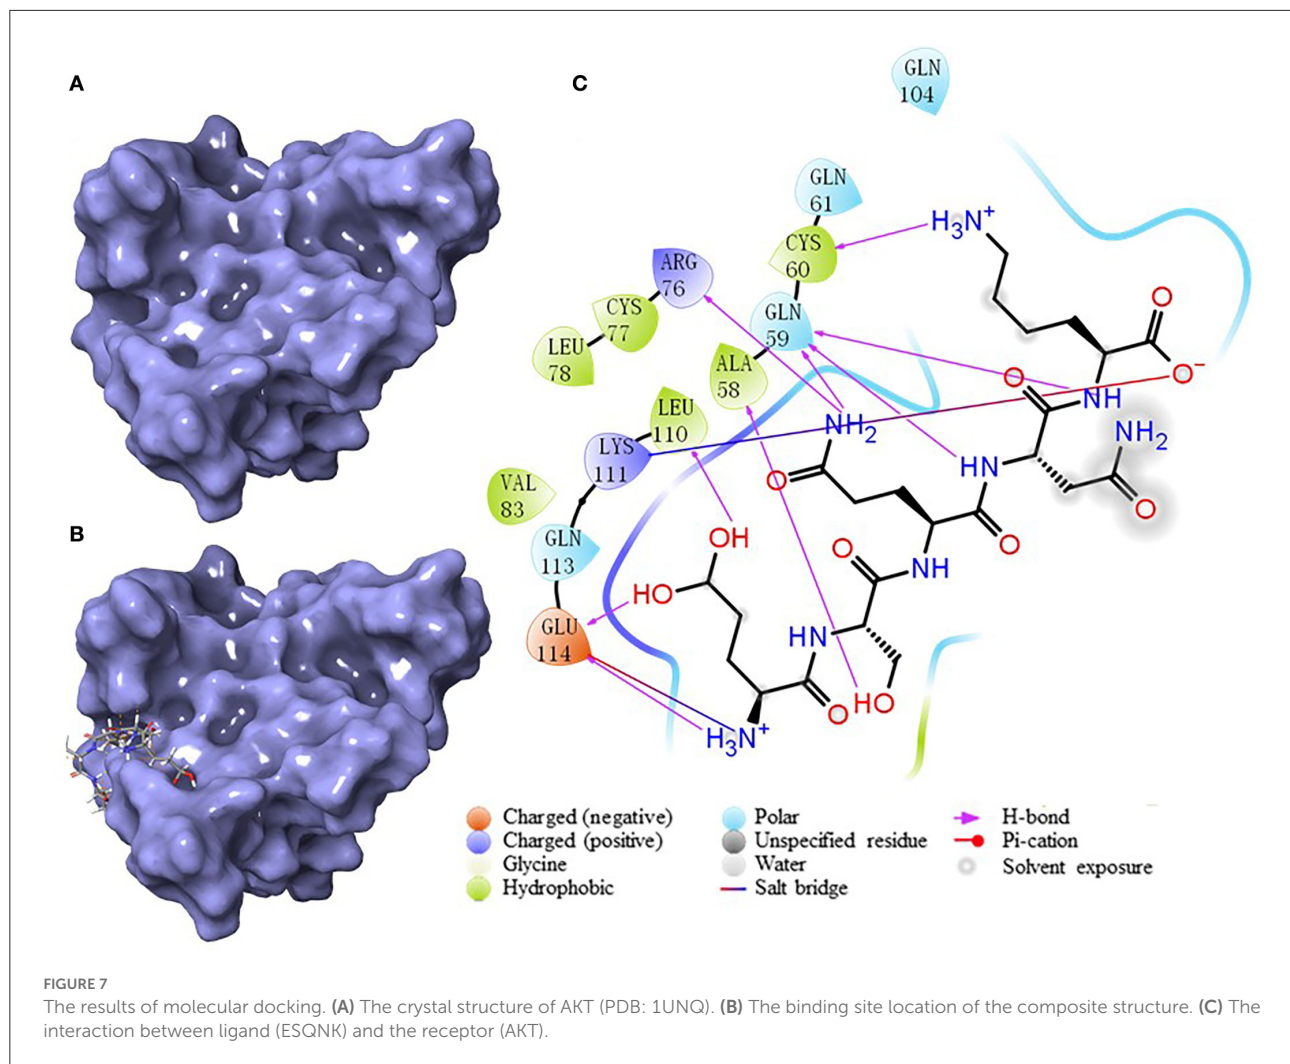 A
C
GLN
104
GLN
61
H₃N⁺
CYS
60
ARG
76
CYS
77
GLN
59
LEU
78
ALA
58
O
O⁻
O
NH
LEU
110
NH₂
NH₂
LYS
111
HN
O
O
VAL
83
B
GLN
113
OH
O
O
HO
NH
GLU
114
HN
O
HO
H₃N⁺
Charged (negative)
Polar
H-bond
Charged (positive)
Unspecified residue
Pi-cation
Glycine
Water
Solvent exposure
Hydrophobic
Salt bridge
FIGURE 7
The results of molecular docking. (A) The crystal structure of AKT (PDB: 1UNQ). (B) The binding site location of the composite structure. (C) The
interaction between ligand (ESQNK) and the receptor (AKT).